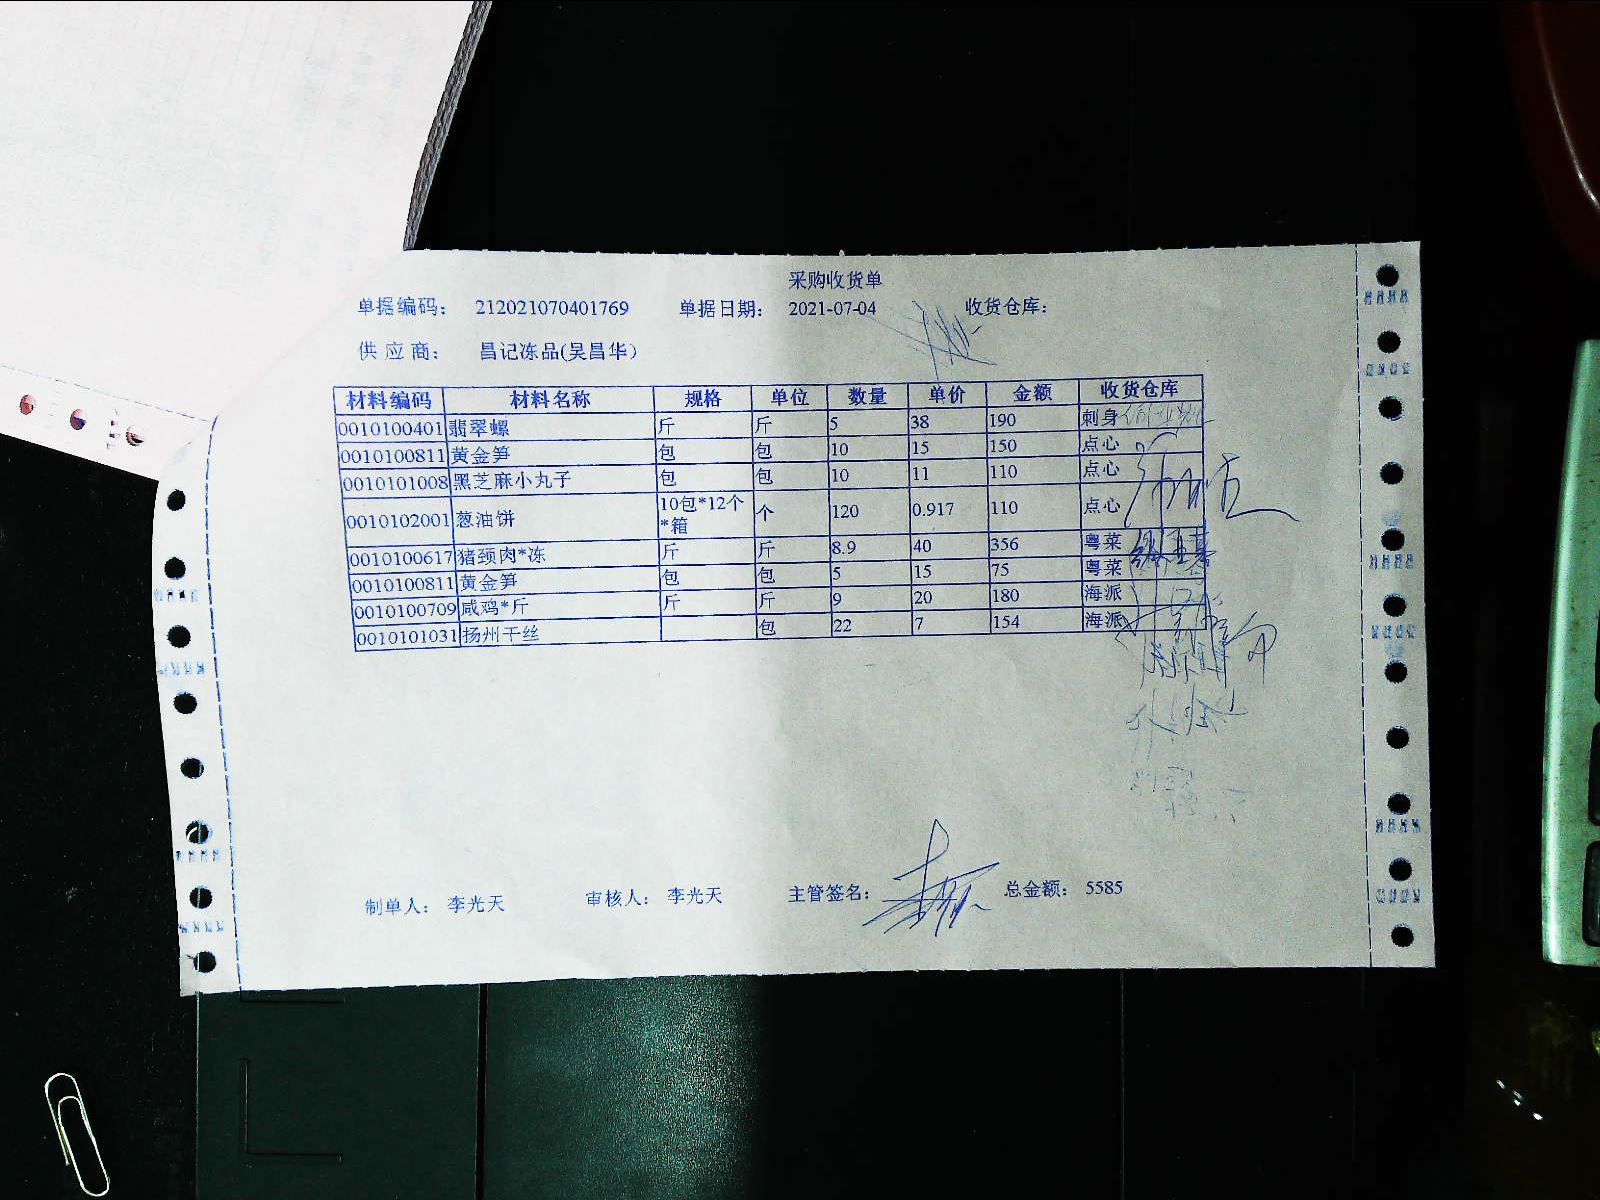 采购收货单
单据编码： 212021070401769 单据日期： 2021-07-04 收货仓库：
供 应 商： 昌记冻品(吴昌华)
材料编码 材料名称 规格 单位 数量 单价 金额 收货仓库
0010100401 翡翠螺 斤 斤 5 38 190 刺身
0010100811 黄金笋 包 包 10 15 150 点心
0010101008 黑芝麻小丸子 包 包 10 11 110 点心
0010102001 葱油饼 10包*12个*箱 个 120 0.917 110 点心
0010100617 猪颈肉*冻 斤 斤 8.9 40 356 粤菜
0010100811 黄金笋 包 包 5 15 75 粤菜
0010100709 咸鸡*斤 斤 斤 9 20 180 海派
0010101031 扬州干丝 包 22 7 154 海派
制单人： 李光天 审核人： 李光天 主管签名： 总金额： 5585